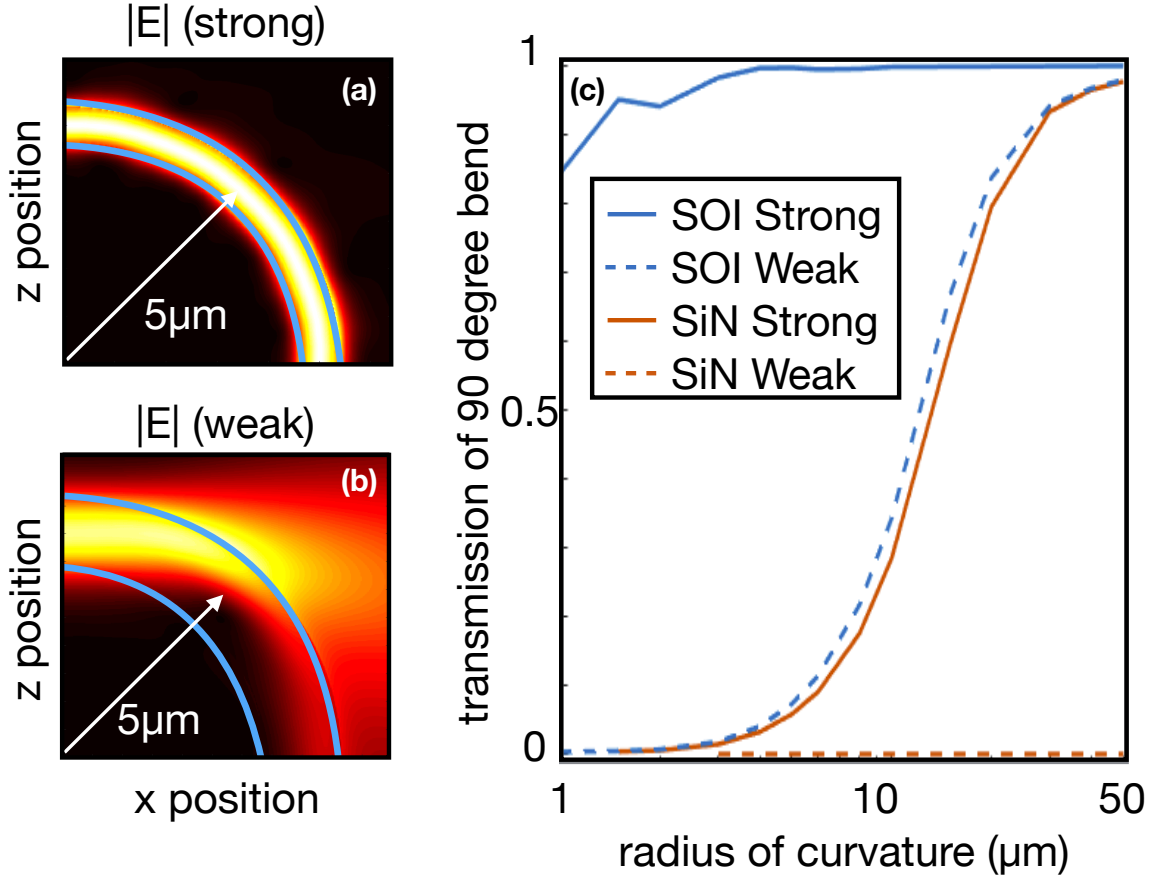 |E| (strong)
(a)
z position
5µm
|E| (weak)
(b)
z position
5µm
x position
(c)
1
0.5
0
transmission of 90 degree bend
SOI Strong
SOI Weak
SiN Strong
SiN Weak
1
10
50
radius of curvature (µm)